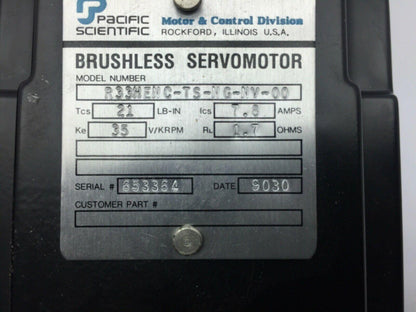 PACIFIC SCIENTIFIC Motor & Control Division
ROCKFORD, ILLINOIS U.S.A.
BRUSHLESS SERVOMOTOR
MODEL NUMBER
R33HENC-TS-NG-NV-00
Tcs 21 LB-IN Ics 7.6 AMPS
Ke 35 V/KRPM RL 1.7 OHMS
SERIAL # 653364 DATE 9030
CUSTOMER PART #